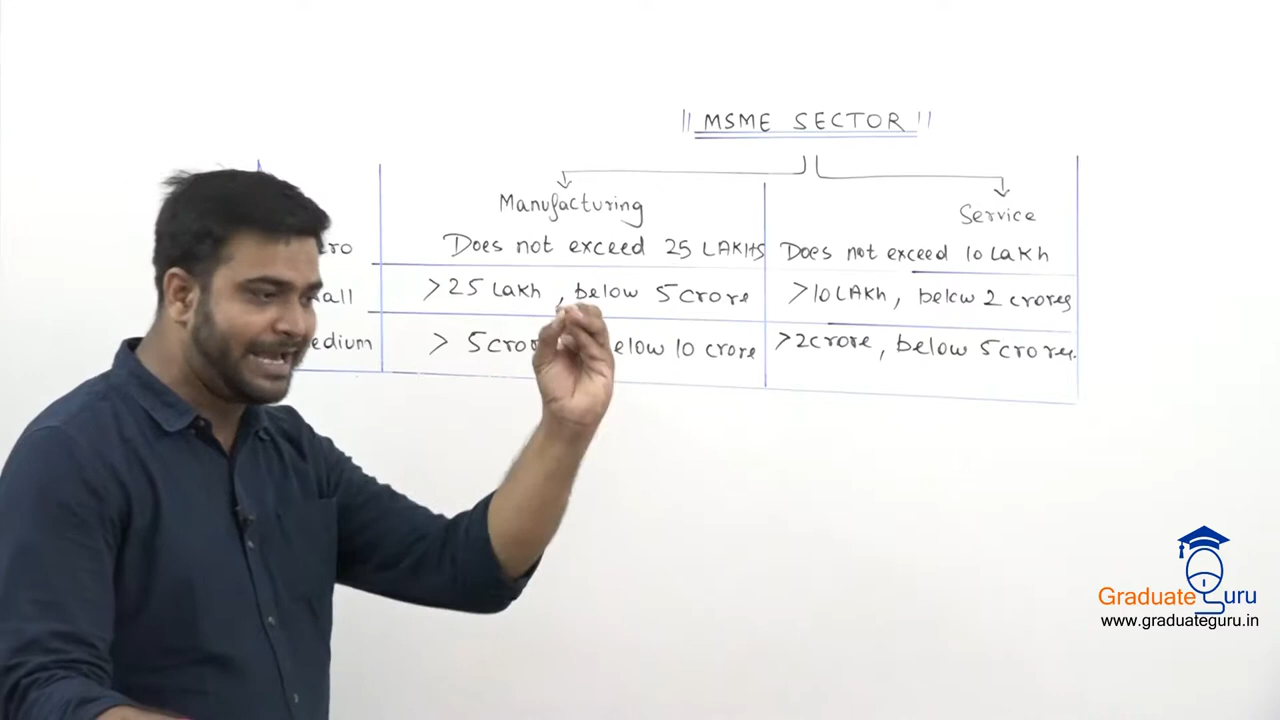 || MSME SECTOR ||
Manufacturing
Service
Does not exceed 25 LAKHS
Does not exceed 10 Lakh
>25 Lakh, below 5 crore
>10 LAKh, below 2 crores
edium
> 5 cror
elow 10 crore
>2 crore, below 5 crores.
Graduate Guru
www.graduateguru.in